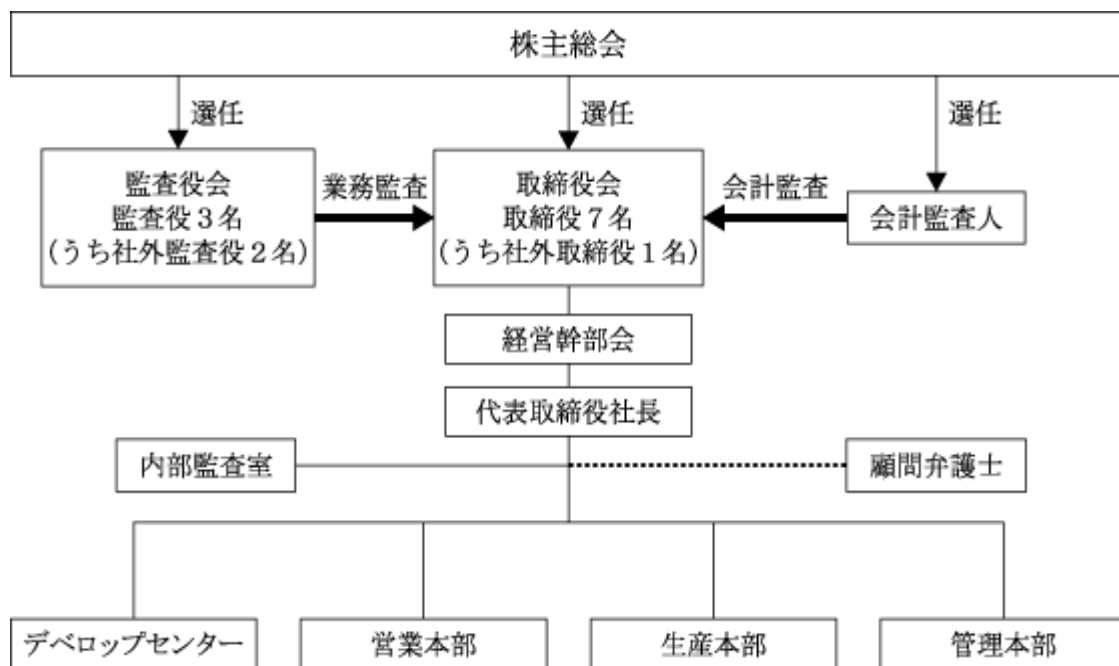 株主総会
選任
選任
選任
監査役会
監査役3名
(うち社外監査役2名)
業務監査
取締役会
取締役7名
(うち社外取締役1名)
会計監査
会計監査人
経営幹部会
代表取締役社長
内部監査室
顧問弁護士
デベロップセンター
営業本部
生産本部
管理本部